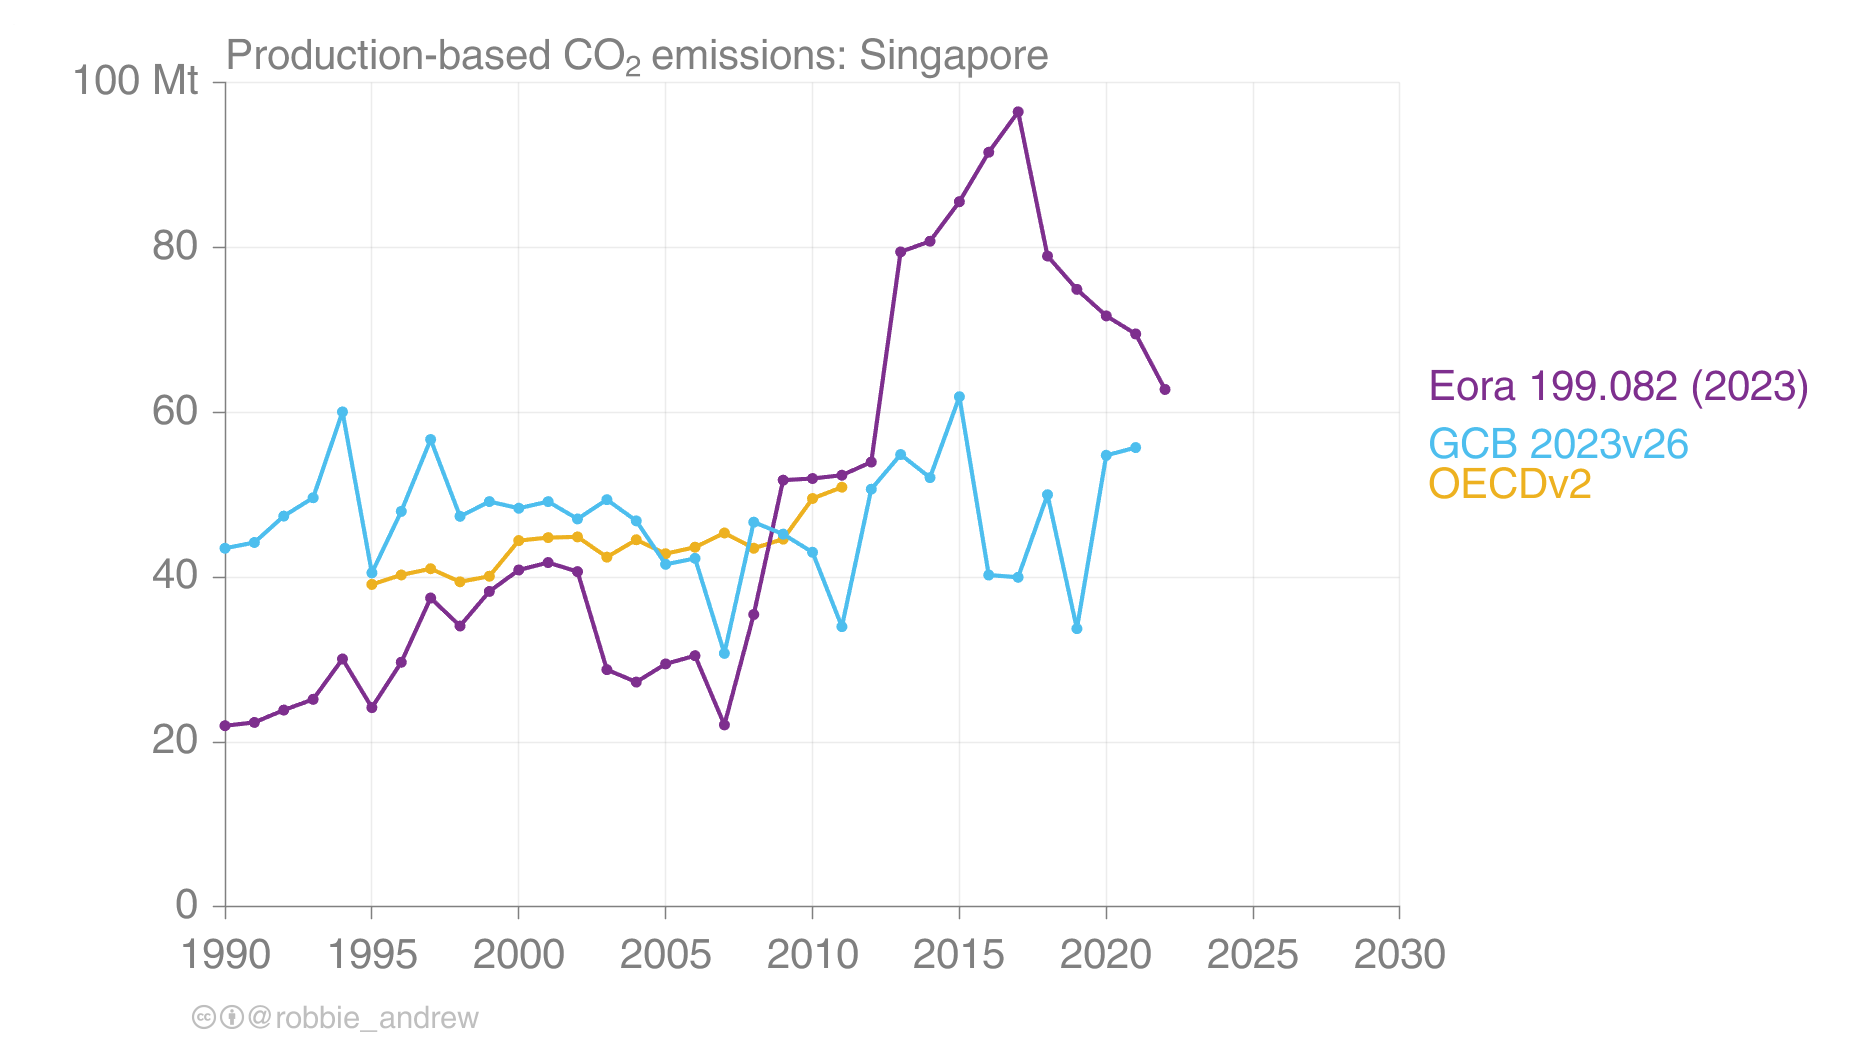 Production-based CO₂ emissions: Singapore
100 Mt
80
60
40
20
0
1990 1995 2000 2005 2010 2015 2020 2025 2030
Eora 199.082 (2023)
GCB 2023v26
OECDv2
cc @robbie_andrew